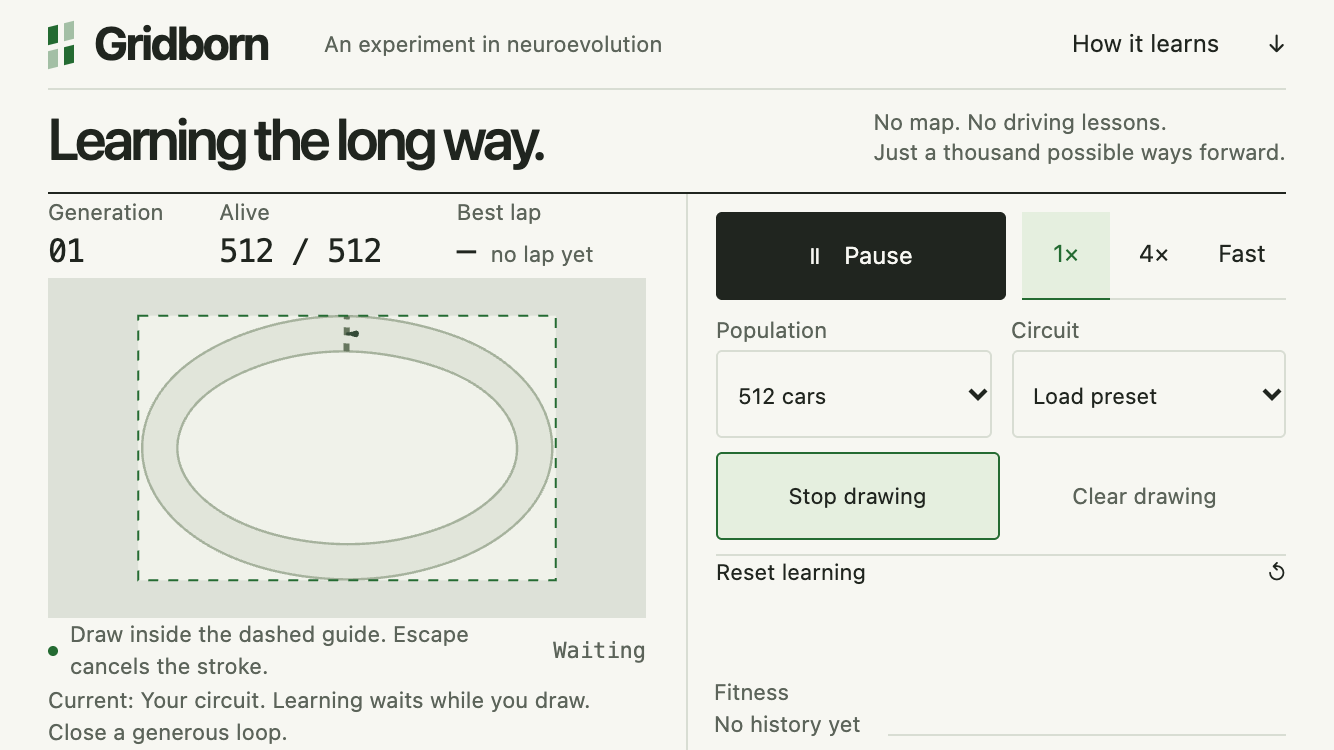 Gridborn
An experiment in neuroevolution
How it learns ↓
Learning the long way.
No map. No driving lessons.
Just a thousand possible ways forward.
Generation
01
Alive
512 / 512
Best lap
— no lap yet
Draw inside the dashed guide. Escape
cancels the stroke.
Waiting
Current: Your circuit. Learning waits while you draw.
Close a generous loop.
Pause
1×
4×
Fast
Population
512 cars
Circuit
Load preset
Stop drawing
Clear drawing
Reset learning
Fitness
No history yet